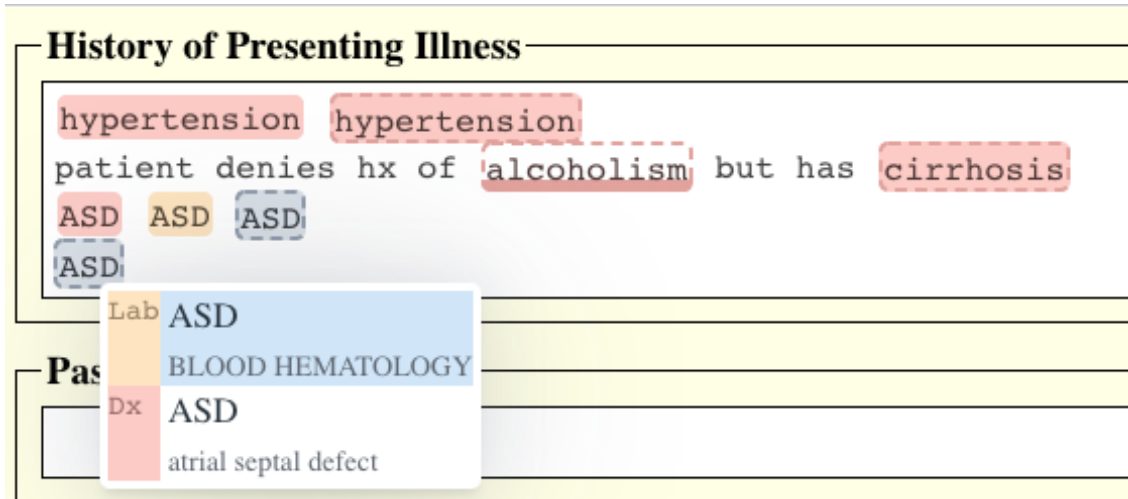 History of Presenting Illness
hypertension hypertension
patient denies hx of alcoholism but has cirrhosis
ASD ASD ASD
ASD
Lab ASD
BLOOD HEMATOLOGY
Pas
Dx ASD
atrial septal defect